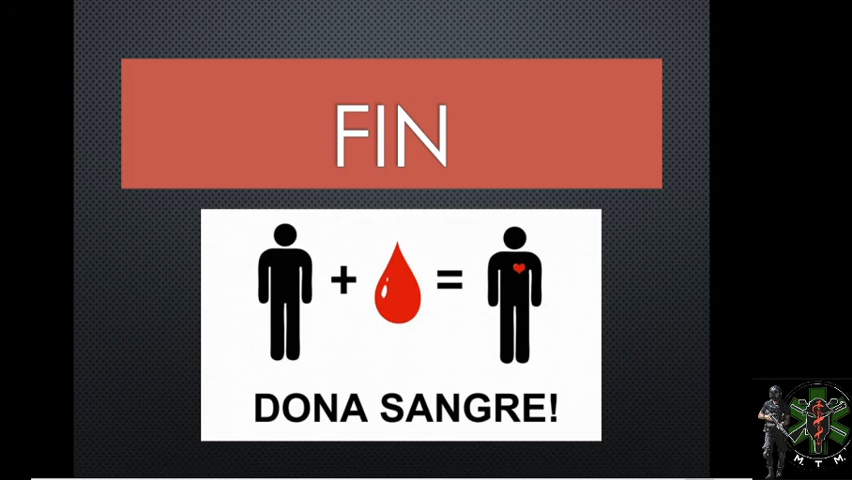 FIN
+
=
DONA SANGRE!
M. T. M.